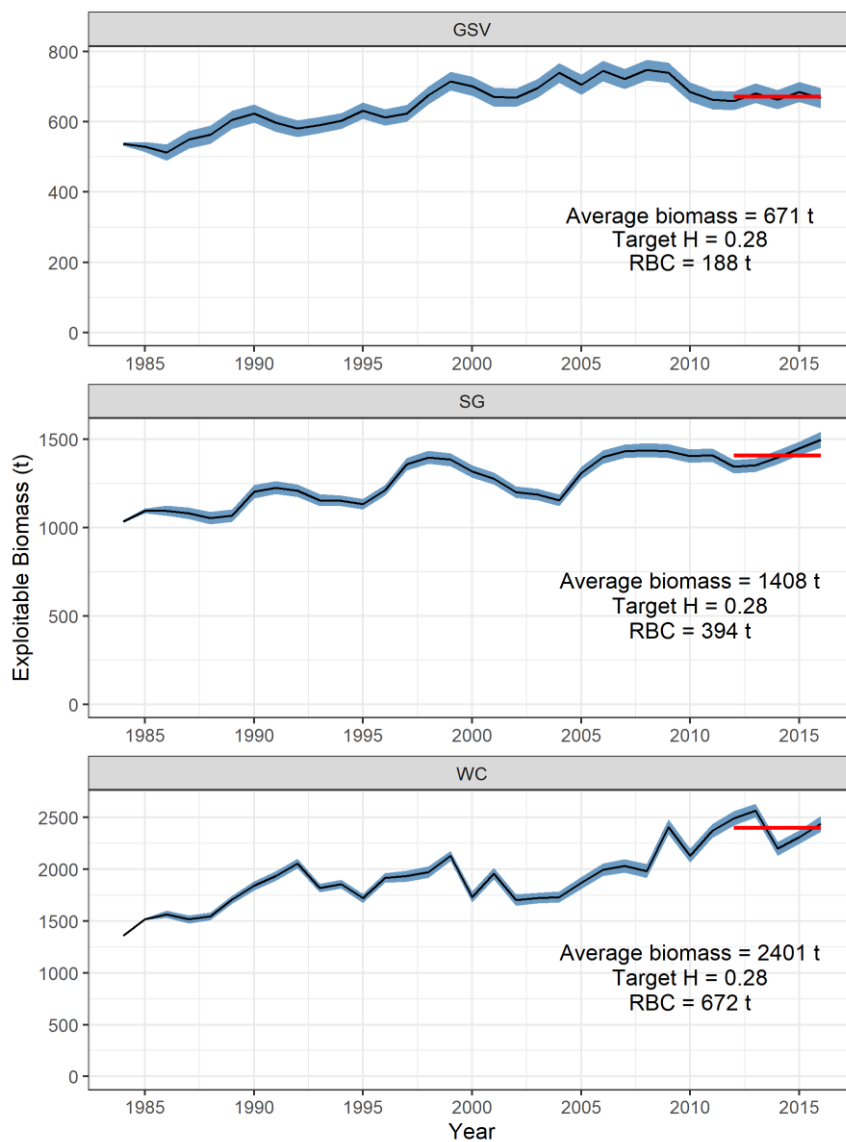 GSV
800
600
400
200
0
Average biomass = 671 t
Target H = 0.28
RBC = 188 t
1985 1990 1995 2000 2005 2010 2015
SG
1500
1000
500
0
Average biomass = 1408 t
Target H = 0.28
RBC = 394 t
1985 1990 1995 2000 2005 2010 2015
Exploitable Biomass (t)
WC
2500
2000
1500
1000
500
0
Average biomass = 2401 t
Target H = 0.28
RBC = 672 t
1985 1990 1995 2000 2005 2010 2015
Year